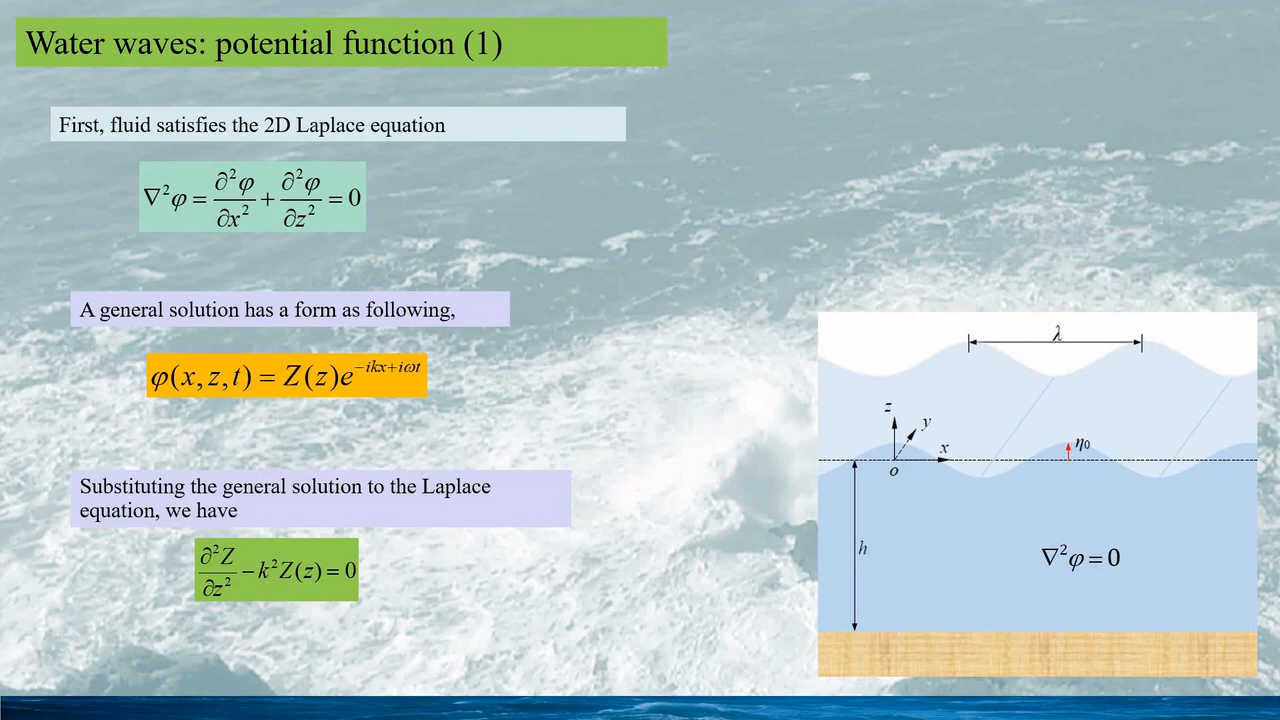 Water waves: potential function (1)
First, fluid satisfies the 2D Laplace equation
∇²φ = ∂²φ/∂x² + ∂²φ/∂z² = 0
A general solution has a form as following,
φ(x, z, t) = Z(z)e^{−ikx+iωt}
Substituting the general solution to the Laplace
equation, we have
∂²Z/∂z² − k²Z(z) = 0
λ
z
y
x
o
η₀
h
∇²φ = 0